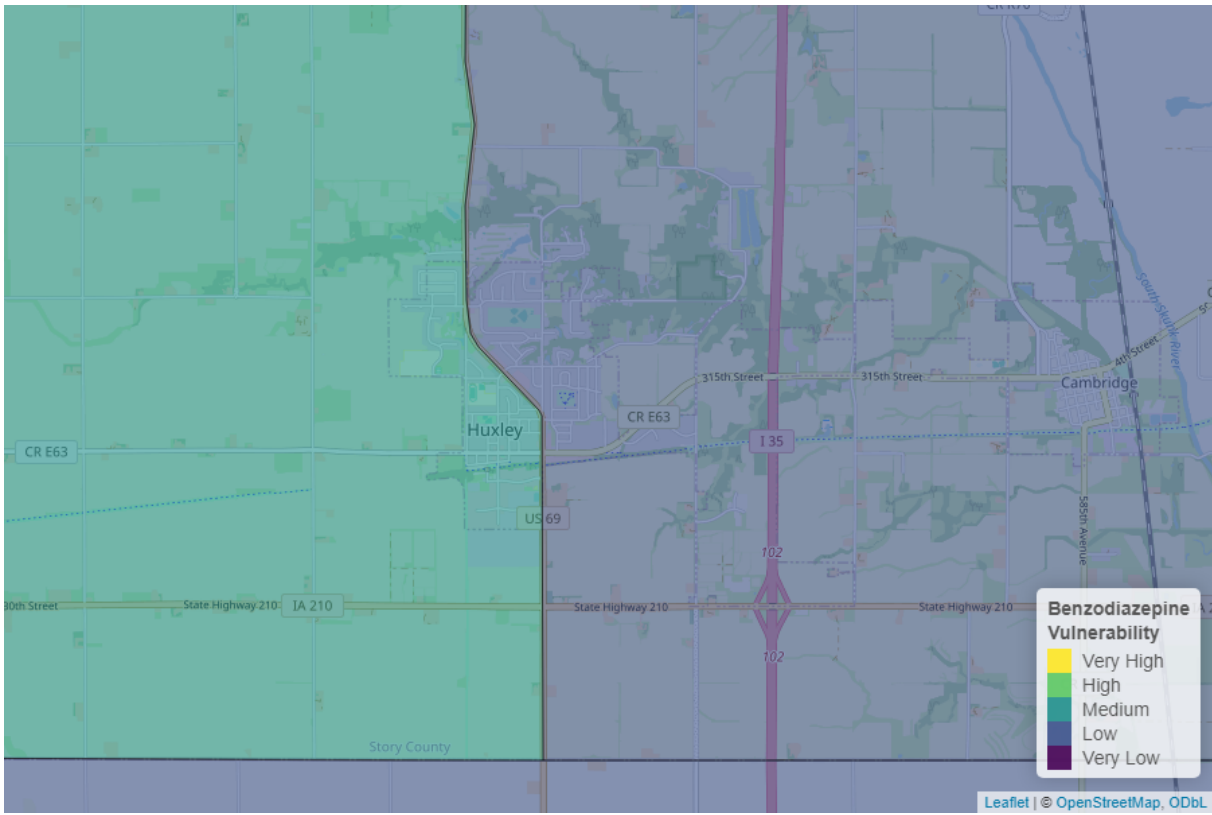 CR R70
South Skunk River
4th Street
315th Street
315th Street
Cambridge
CR E63
Huxley
I 35
CR E63
585th Avenue
US 69
102
30th Street
State Highway 210
IA 210
State Highway 210
State Highway 210
102
Story County
Benzodiazepine
Vulnerability
Very High
High
Medium
Low
Very Low
Leaflet | © OpenStreetMap, ODbL